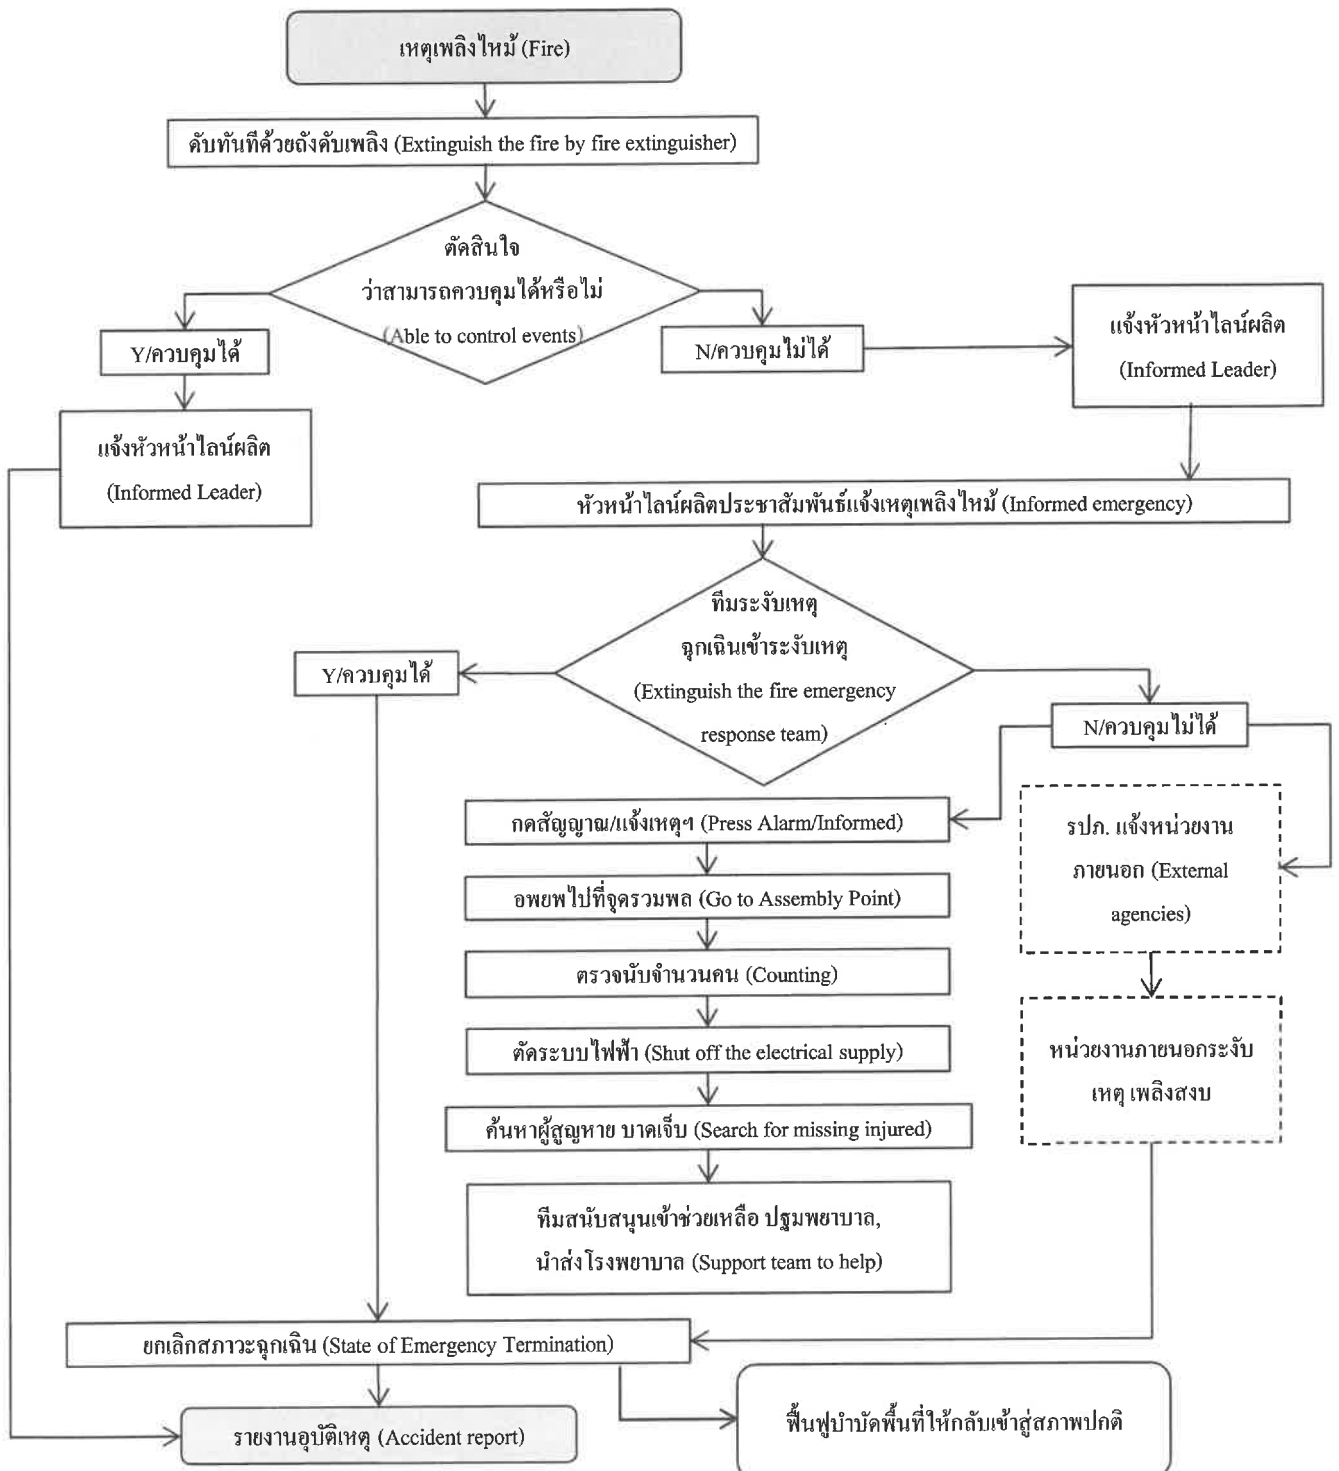 เหตุเพลิงไหม้ (Fire)
ดับทันทีด้วยถังดับเพลิง (Extinguish the fire by fire extinguisher)
ตัดสินใจ
ว่าสามารถควบคุมได้หรือไม่
(Able to control events)
Y/ควบคุมได้
N/ควบคุมไม่ได้
แจ้งหัวหน้าไลน์ผลิต
(Informed Leader)
แจ้งหัวหน้าไลน์ผลิต
(Informed Leader)
หัวหน้าไลน์ผลิตประชาสัมพันธ์แจ้งเหตุเพลิงไหม้ (Informed emergency)
ทีมระงับเหตุ
ฉุกเฉินเข้าระงับเหตุ
(Extinguish the fire emergency
response team)
Y/ควบคุมได้
N/ควบคุมไม่ได้
กดสัญญาณ/แจ้งเหตุฯ (Press Alarm/Informed)
อพยพไปที่จุดรวมพล (Go to Assembly Point)
ตรวจนับจำนวนคน (Counting)
ตัดระบบไฟฟ้า (Shut off the electrical supply)
ค้นหาผู้สูญหาย บาดเจ็บ (Search for missing injured)
ทีมสนับสนุนเข้าช่วยเหลือ ปฐมพยาบาล,
นำส่งโรงพยาบาล (Support team to help)
รปภ. แจ้งหน่วยงาน
ภายนอก (External
agencies)
หน่วยงานภายนอกระงับ
เหตุ เพลิงสงบ
ยกเลิกสภาวะฉุกเฉิน (State of Emergency Termination)
รายงานอุบัติเหตุ (Accident report)
ฟื้นฟูบำบัดพื้นที่ให้กลับเข้าสู่สภาพปกติ